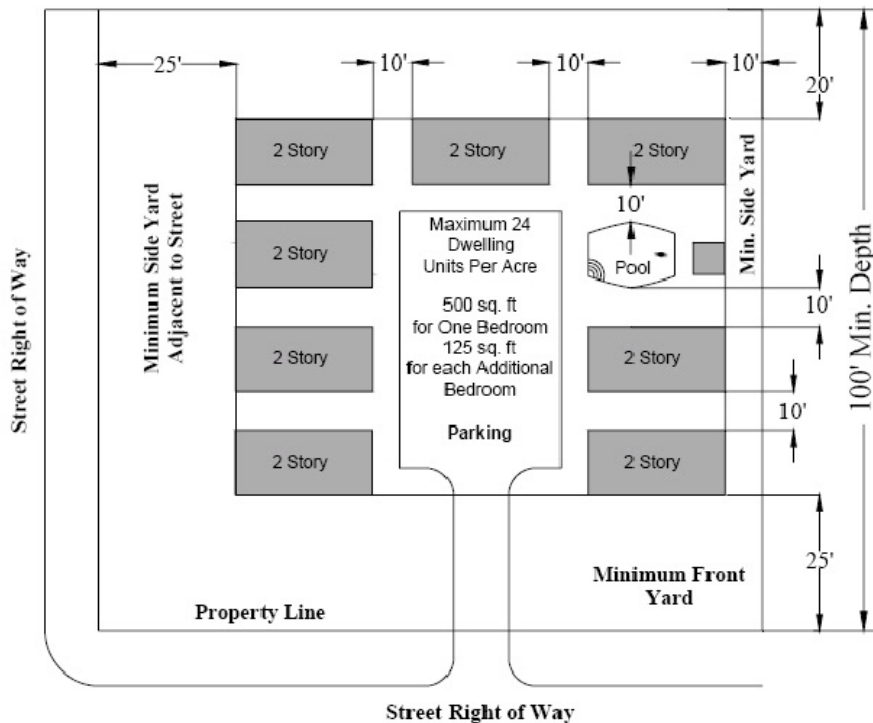 25'
10'
10'
10'
20'
2 Story
2 Story
2 Story
10'
Street Right of Way
Minimum Side Yard
Adjacent to Street
2 Story
Maximum 24
Dwelling
Units Per Acre
500 sq. ft
for One Bedroom
125 sq. ft
for each Additional
Bedroom
Parking
Pool
Min. Side Yard
10'
100' Min. Depth
2 Story
2 Story
10'
2 Story
2 Story
25'
Minimum Front
Yard
Property Line
Street Right of Way